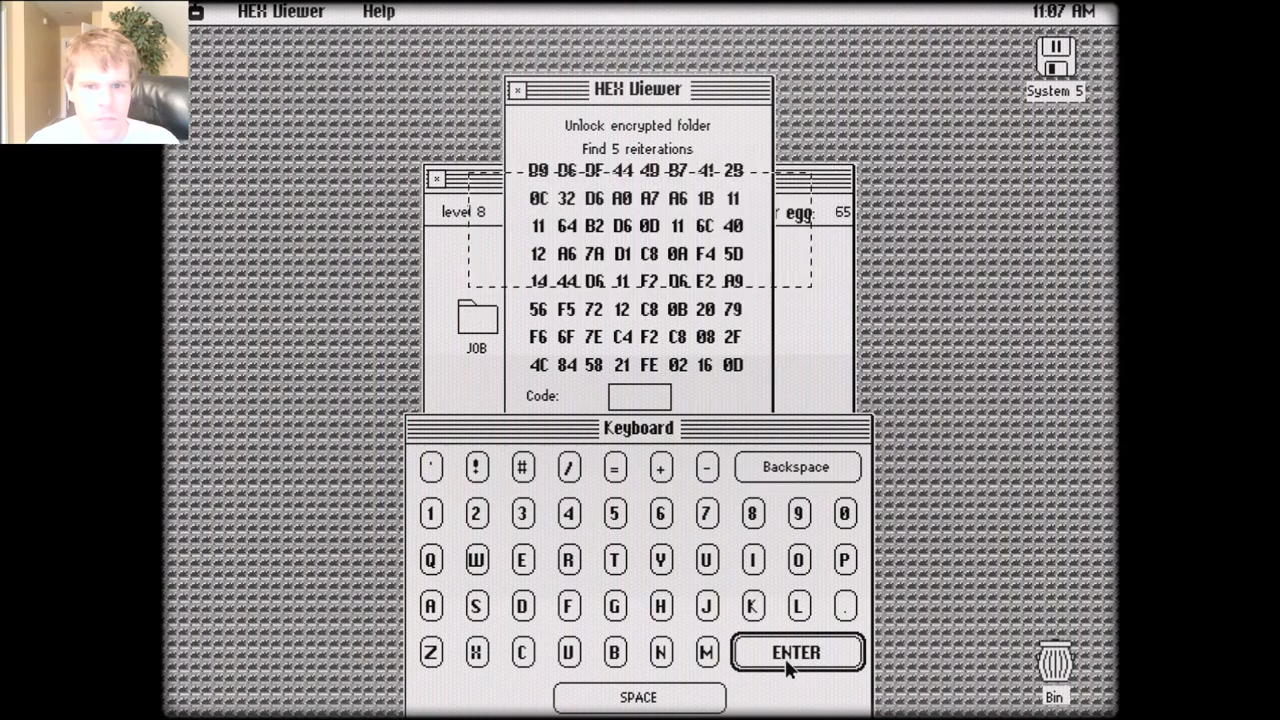 HEX Viewer Help 11:07 AM
System 5
HEX Viewer
Unlock encrypted folder
Find 5 reiterations
D9 D6 DF 44 4D B7 41 2B
0C 32 D6 A0 A7 A6 1B 11
level 8 egg: 65
11 64 B2 D6 0D 11 6C 40
12 A6 7A D1 C8 0A F4 5D
14 44 D6 11 F2 D6 E2 A9
56 F5 72 12 C8 0B 20 79
F6 6F 7E C4 F2 C8 08 2F
JOB
4C 84 58 21 FE 02 16 0D
Code:
Keyboard
' ! # / = + - Backspace
1 2 3 4 5 6 7 8 9 0
Q W E R T Y U I O P
A S D F G H J K L .
Z X C V B N M ENTER
SPACE
Bin